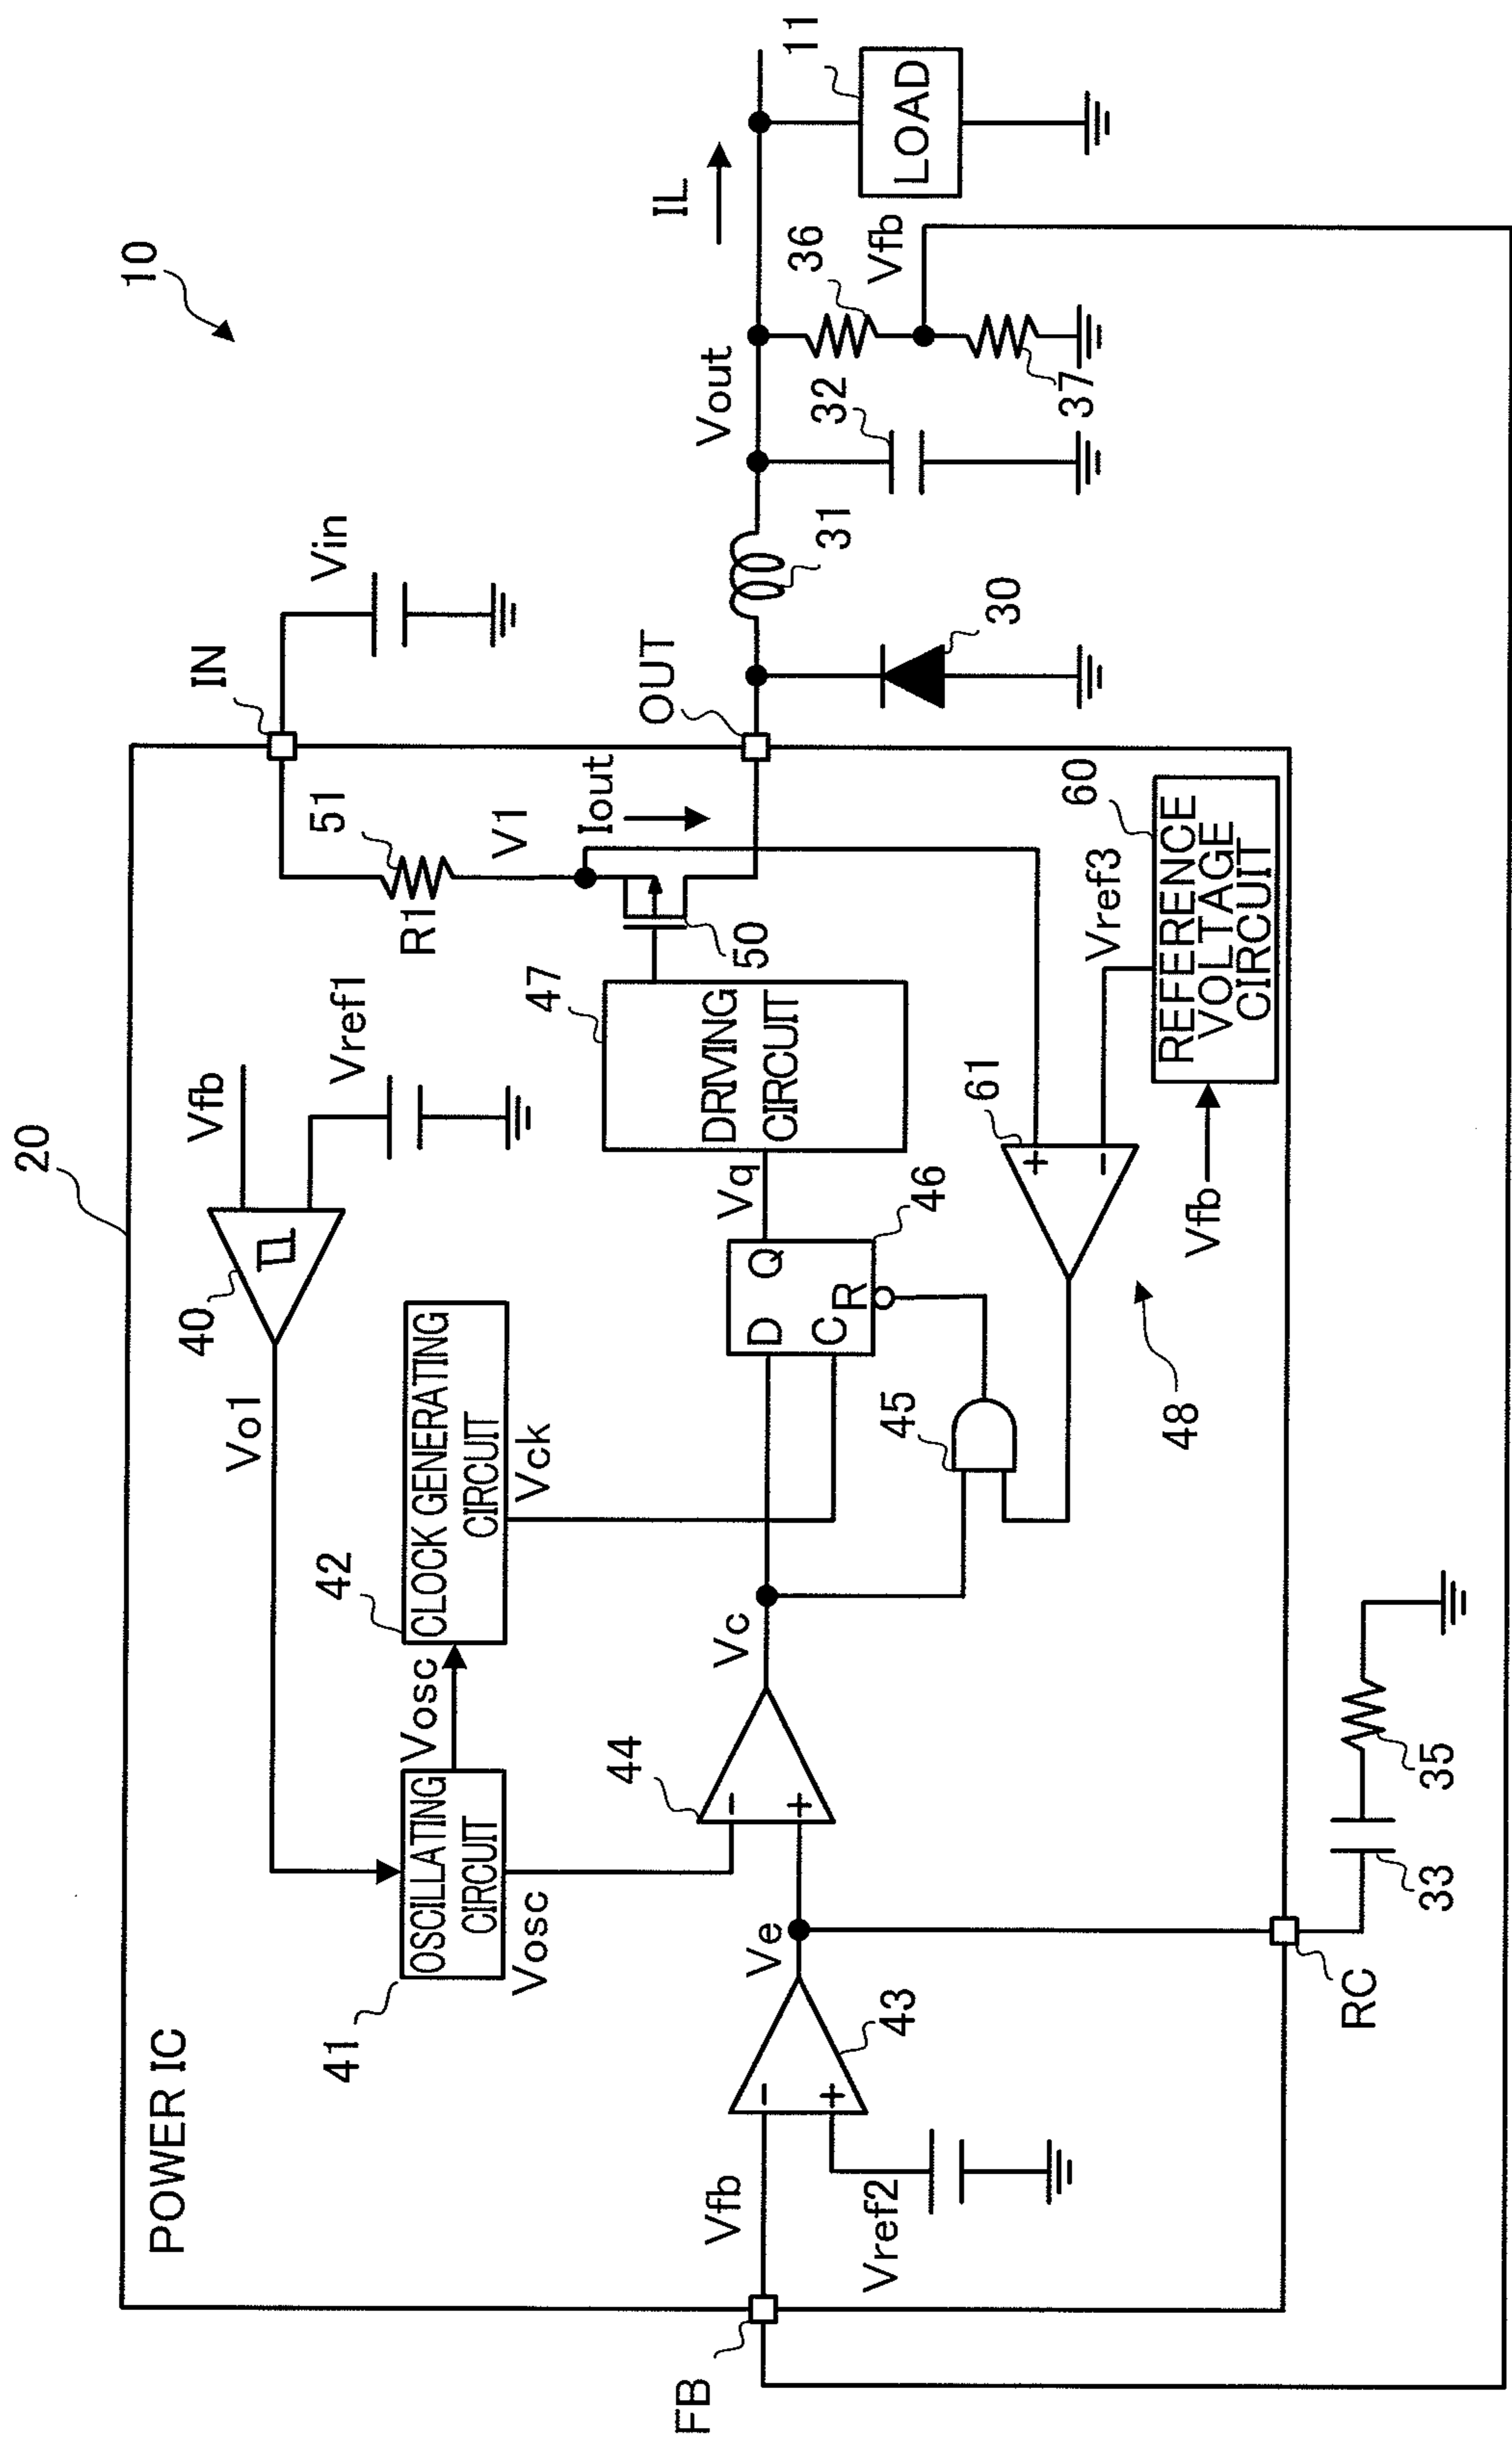 10
20
POWER IC
Vfb
Vref1
40
Vo1
IN
Vin
41
OSCILLATING
CIRCUIT
Vosc
Vosc
42
CLOCK GENERATING
CIRCUIT
Vck
51
R1
V1
Iout
50
47
DRIVING
CIRCUIT
OUT
31
Vout
IL
30
32
36
Vfb
37
11
LOAD
FB
Vfb
-
+
Vref2
43
Ve
44
-
+
Vc
D
Q
C
R
46
Vq
45
48
61
+
-
Vref3
60
REFERENCE
VOLTAGE
CIRCUIT
Vfb
RC
33
35